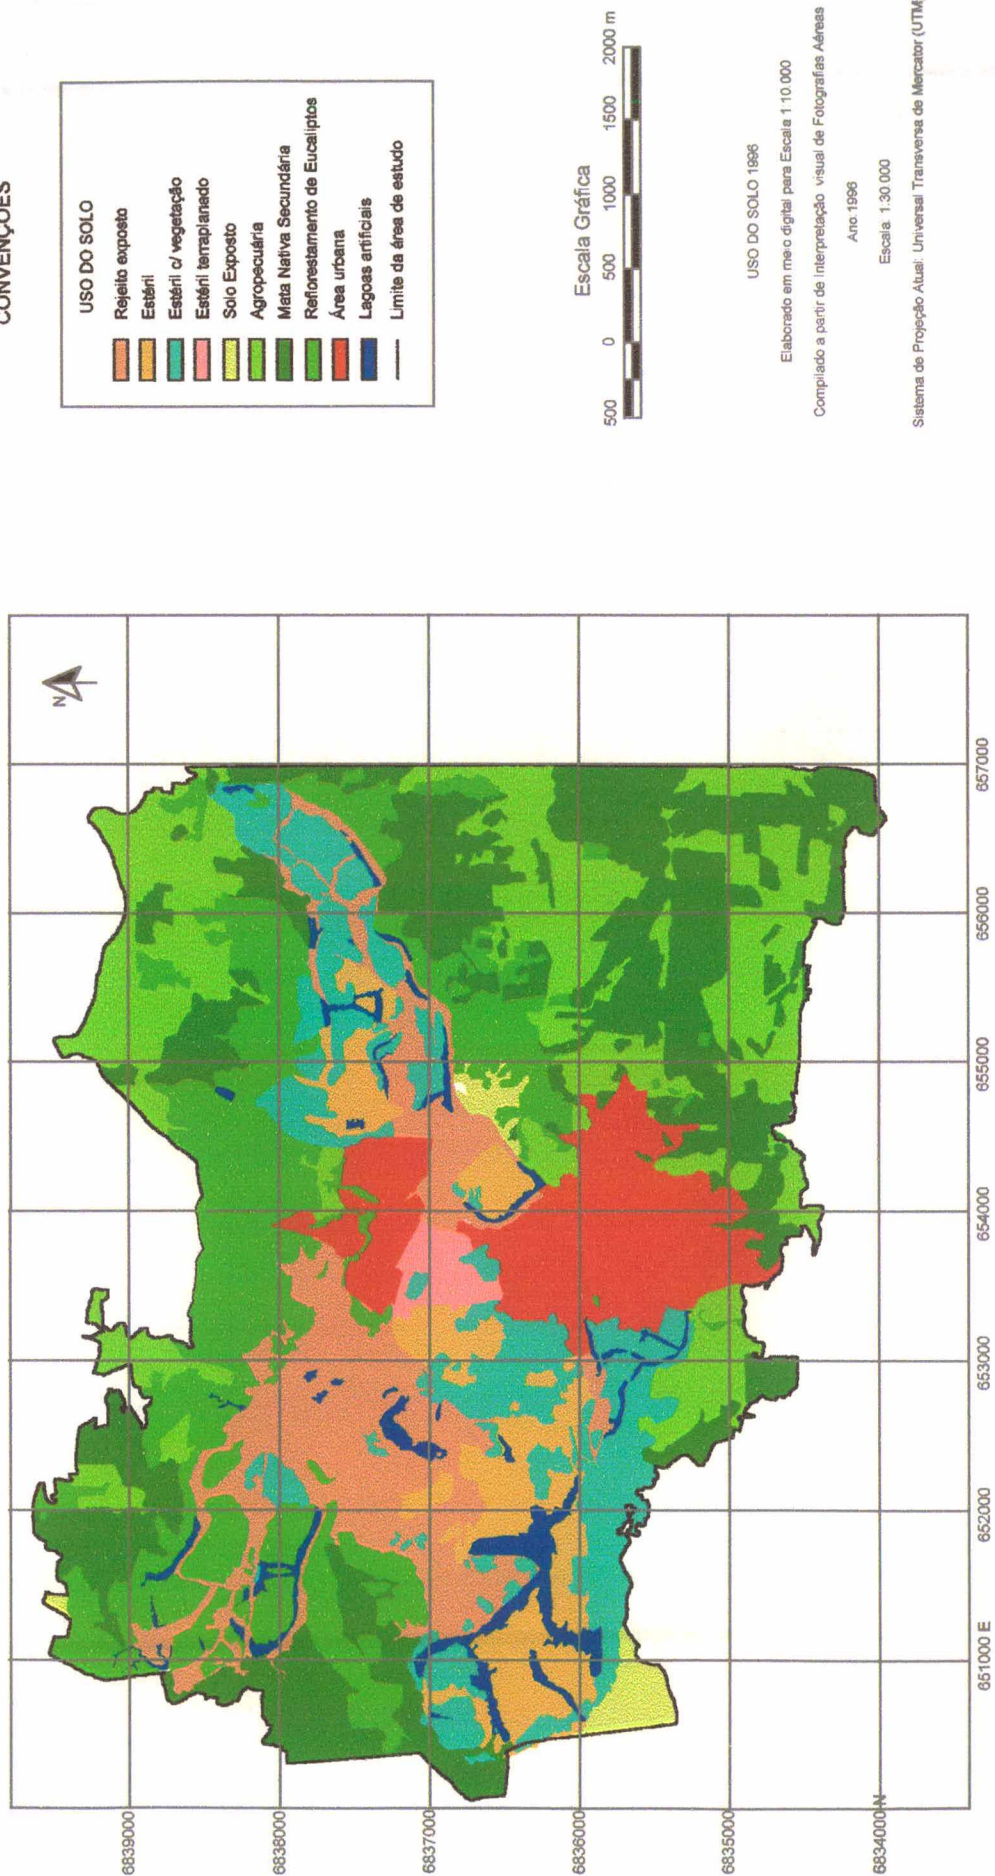 CONVENÇÕES
USO DO SOLO
Rejeito exposto
Estéril
Estéril c/ vegetação
Estéril terraplanado
Solo Exposto
Agropecuária
Mata Nativa Secundária
Reflorestamento de Eucaliptos
Área urbana
Lagoas artificiais
Limite da área de estudo
Escala Gráfica
500 0 500 1000 1500 2000 m
USO DO SOLO 1996
Elaborado em meio digital para Escala 1:10.000
Compilado a partir de Interpretação visual de Fotografias Aéreas
Ano:1996
Escala: 1:30 000
Sistema de Projeção Atual: Universal Transversa de Mercator (UTM
N
6839000
6838000
6837000
6836000
6835000
6834000 N
651000 E
652000
653000
654000
655000
656000
657000